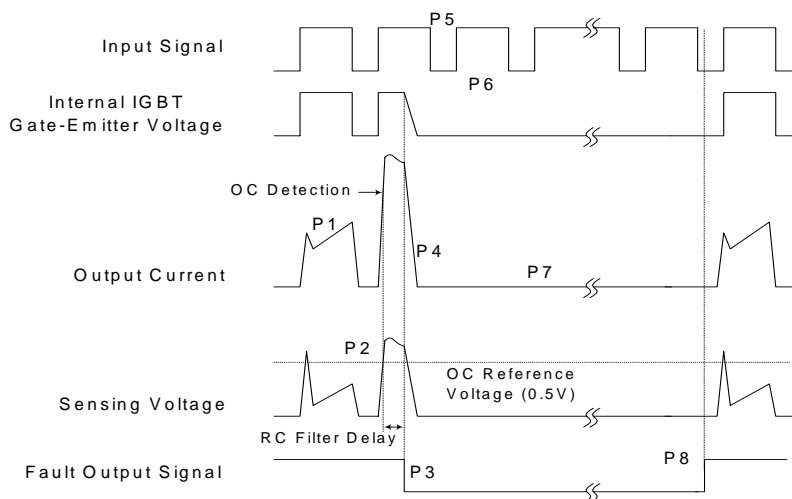 P5
Input Signal
P6
Internal IGBT
Gate-Emitter Voltage
OC Detection
P1
P4
Output Current
P7
P2
OC Reference
Voltage (0.5V)
Sensing Voltage
RC Filter Delay
Fault Output Signal
P3
P8